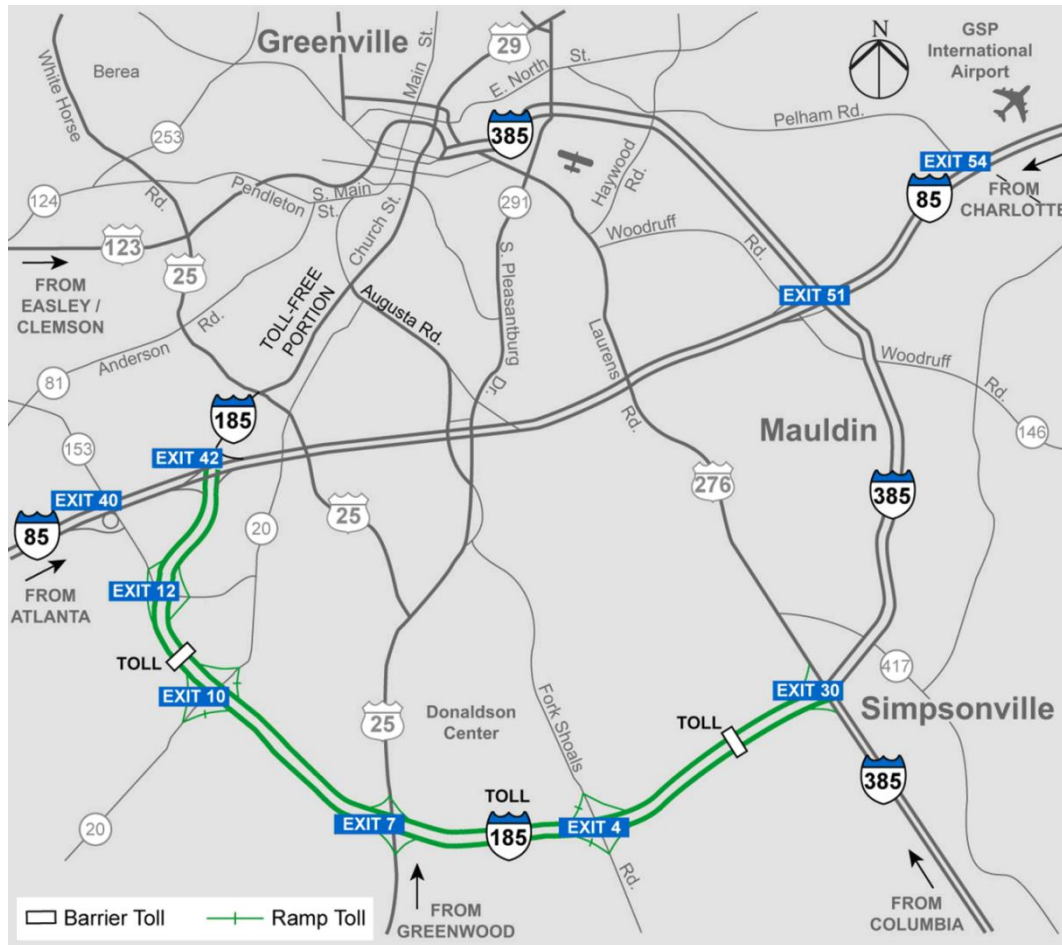 Greenville
29
Main St.
E. North St.
N
GSP
International
Airport
White Horse Rd.
Berea
253
385
Pelham Rd.
EXIT 54
FROM
CHARLOTTE
85
Haywood Rd.
124
Pendleton St.
S. Main
Church St.
291
Woodruff Rd.
123
25
FROM
EASLEY /
CLEMSON
TOLL-FREE
PORTION
Augusta Rd.
S. Pleasantburg Dr.
Laurens Rd.
EXIT 51
Anderson Rd.
81
Woodruff Rd.
146
185
153
EXIT 42
Mauldin
276
385
EXIT 40
85
20
25
FROM
ATLANTA
EXIT 12
TOLL
EXIT 10
417
EXIT 30
Simpsonville
25
Donaldson
Center
Fork Shoals Rd.
TOLL
385
20
EXIT 7
TOLL
185
EXIT 4
FROM
GREENWOOD
FROM
COLUMBIA
Barrier Toll
Ramp Toll